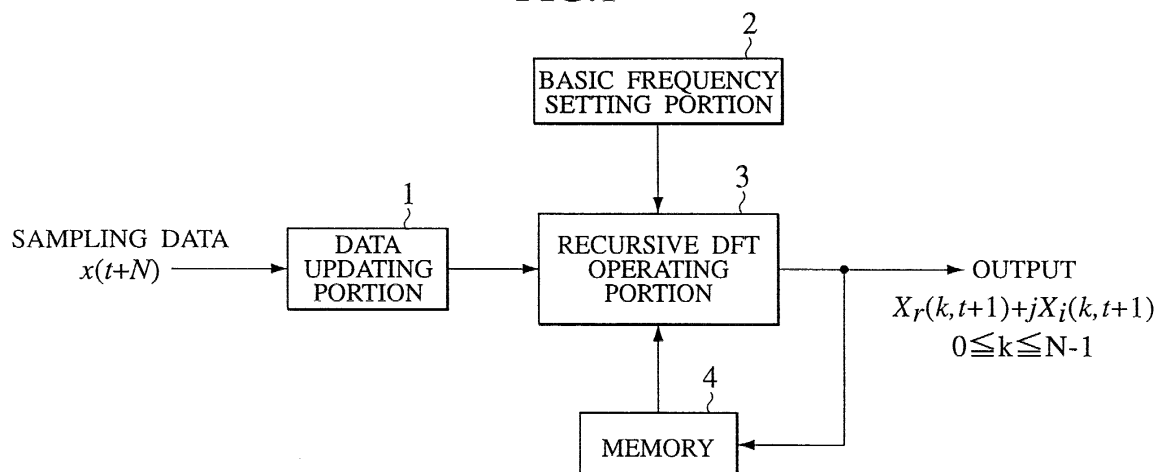 2
BASIC FREQUENCY
SETTING PORTION
1
3
SAMPLING DATA
x(t+N)
DATA
UPDATING
PORTION
RECURSIVE DFT
OPERATING
PORTION
OUTPUT
Xr(k,t+1)+jXi(k,t+1)
0≦k≦N-1
4
MEMORY